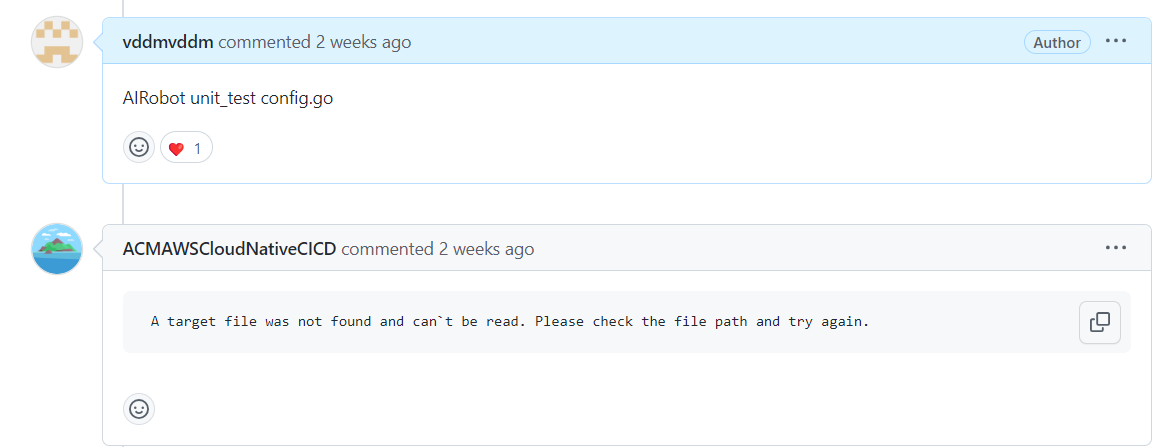 vddmvddm commented 2 weeks ago Author
AIRobot unit_test config.go
1
ACMAWSCloudNativeCICD commented 2 weeks ago
A target file was not found and can`t be read. Please check the file path and try again.